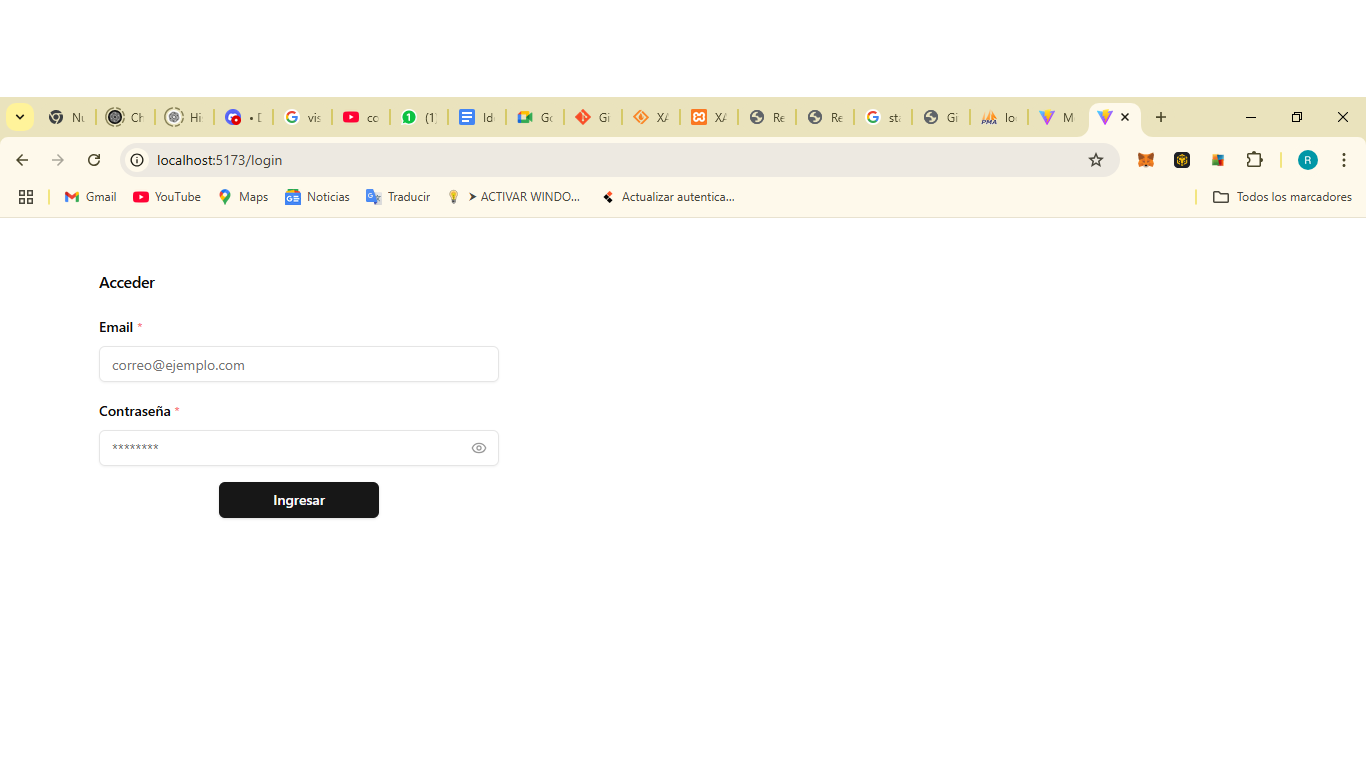 Nu Ch Hi • D vis co (1) Id Go Gi XA XA Re Re sta Gi lo M
localhost:5173/login
R
Gmail YouTube Maps Noticias Traducir ➤ ACTIVAR WINDO... Actualizar autentica... Todos los marcadores
Acceder
Email *
correo@ejemplo.com
Contraseña *
********
Ingresar